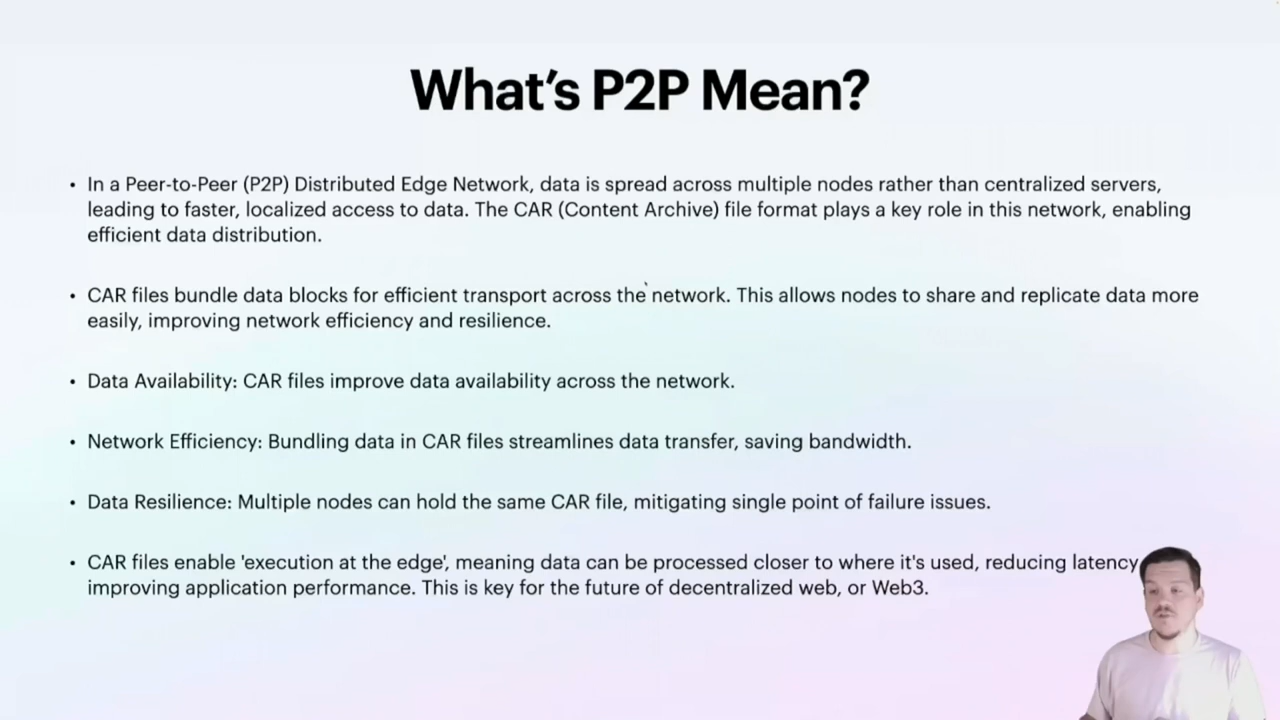 What's P2P Mean?
• In a Peer-to-Peer (P2P) Distributed Edge Network, data is spread across multiple nodes rather than centralized servers,
leading to faster, localized access to data. The CAR (Content Archive) file format plays a key role in this network, enabling
efficient data distribution.
• CAR files bundle data blocks for efficient transport across the network. This allows nodes to share and replicate data more
easily, improving network efficiency and resilience.
• Data Availability: CAR files improve data availability across the network.
• Network Efficiency: Bundling data in CAR files streamlines data transfer, saving bandwidth.
• Data Resilience: Multiple nodes can hold the same CAR file, mitigating single point of failure issues.
• CAR files enable 'execution at the edge', meaning data can be processed closer to where it's used, reducing latency
improving application performance. This is key for the future of decentralized web, or Web3.